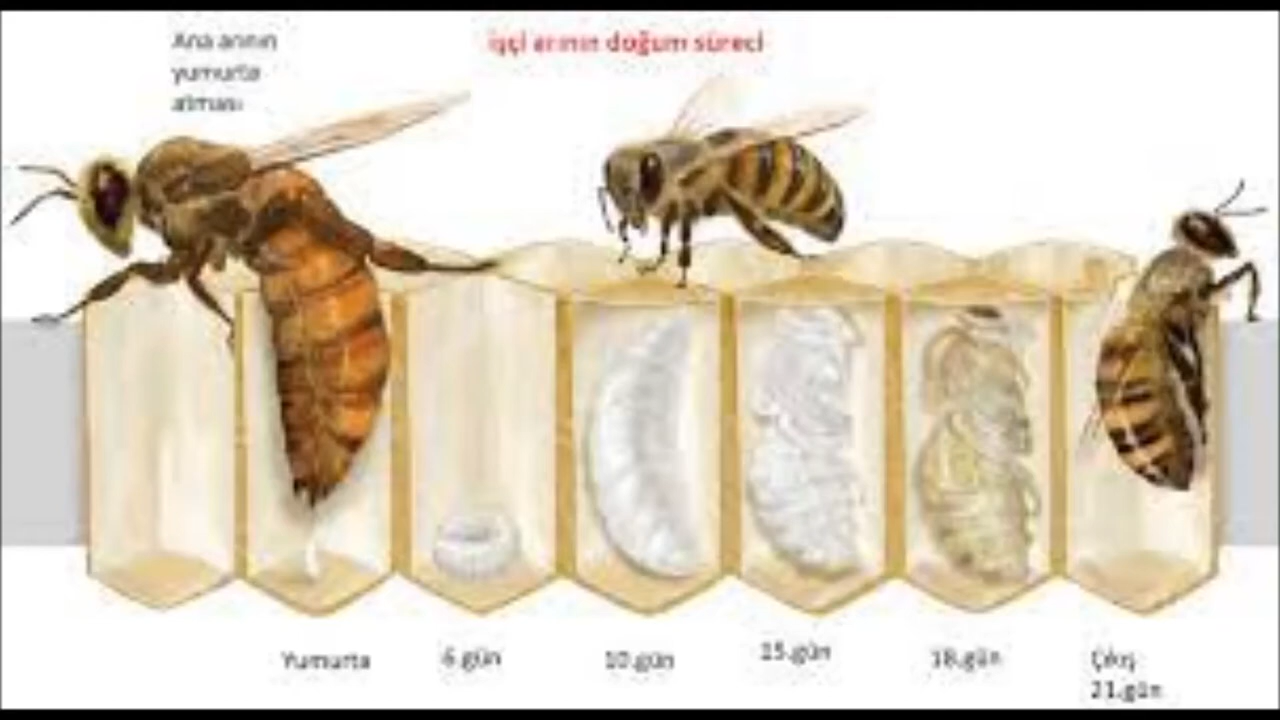 Ana arının
yumurta
alması
işçi arının doğum süreci
Yumurta
6.gün
10.gün
15.gün
18.gün
Çıkış
21.gün